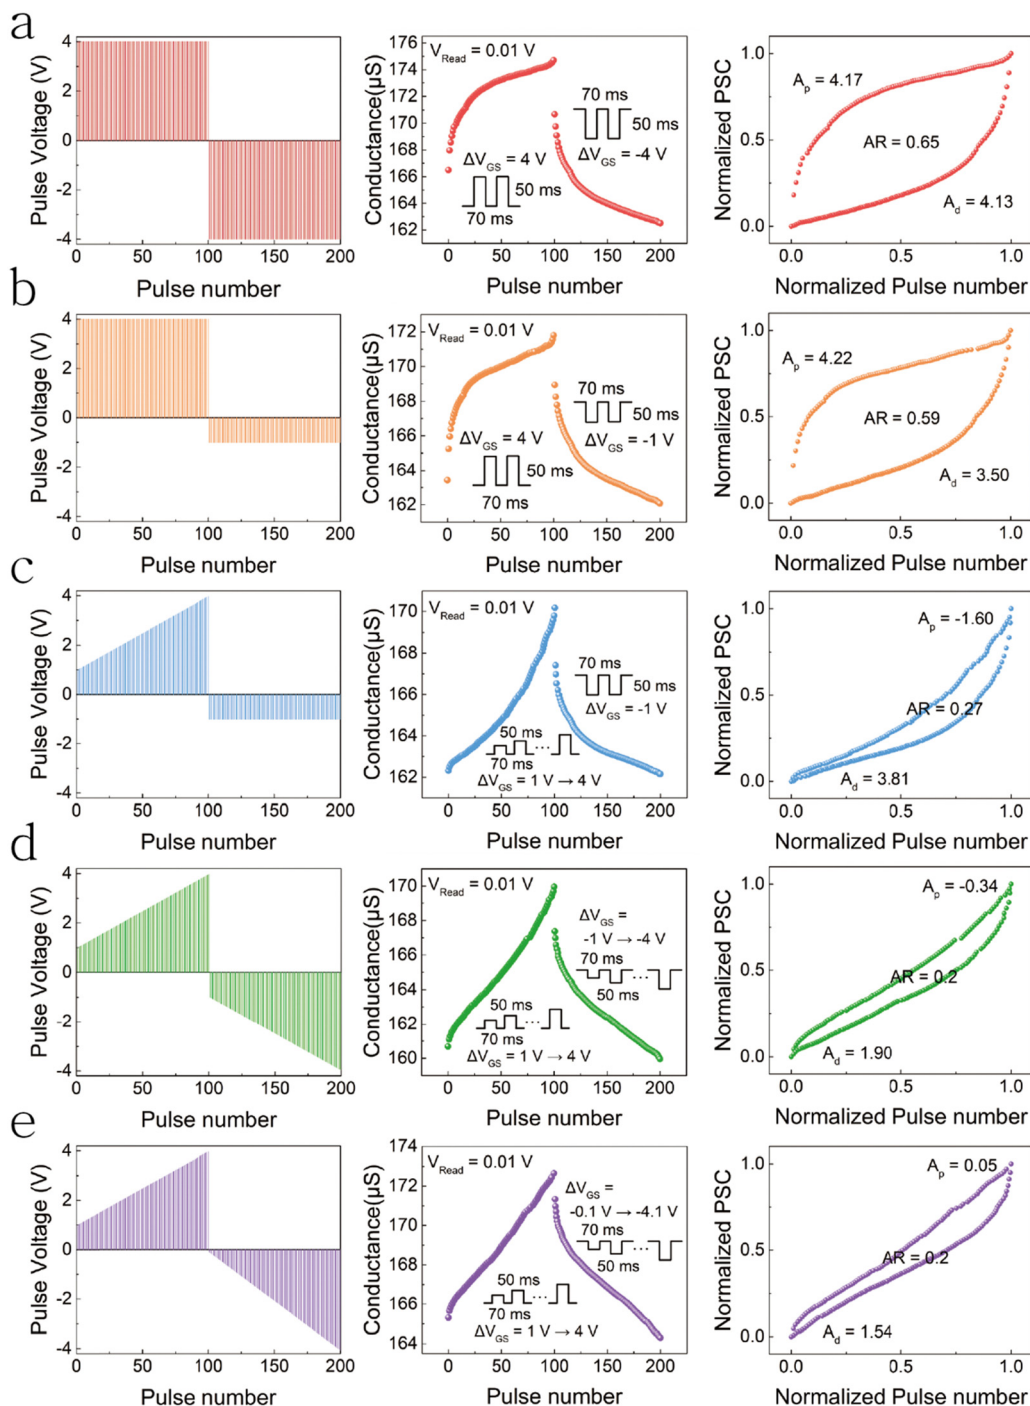 a
Pulse Voltage (V)
4
2
0
-2
-4
0 50 100 150 200
Pulse number
Conductance(µS)
176
174
172
170
168
166
164
162
V_Read = 0.01 V
70 ms
50 ms
ΔV_GS = -4 V
ΔV_GS = 4 V
50 ms
70 ms
0 50 100 150 200
Pulse number
Normalized PSC
1.0
0.5
0.0
A_p = 4.17
AR = 0.65
A_d = 4.13
0.0 0.5 1.0
Normalized Pulse number
b
Pulse Voltage (V)
4
2
0
-2
-4
0 50 100 150 200
Pulse number
Conductance(µS)
172
170
168
166
164
162
V_Read = 0.01 V
70 ms
50 ms
ΔV_GS = -1 V
ΔV_GS = 4 V
50 ms
70 ms
0 50 100 150 200
Pulse number
Normalized PSC
1.0
0.5
0.0
A_p = 4.22
AR = 0.59
A_d = 3.50
0.0 0.5 1.0
Normalized Pulse number
c
Pulse Voltage (V)
4
2
0
-2
-4
0 50 100 150 200
Pulse number
Conductance(µS)
170
168
166
164
162
V_Read = 0.01 V
70 ms
50 ms
ΔV_GS = -1 V
50 ms
...
70 ms
ΔV_GS = 1 V → 4 V
0 50 100 150 200
Pulse number
Normalized PSC
1.0
0.5
0.0
A_p = -1.60
AR = 0.27
A_d = 3.81
0.0 0.5 1.0
Normalized Pulse number
d
Pulse Voltage (V)
4
2
0
-2
-4
0 50 100 150 200
Pulse number
Conductance(µS)
170
168
166
164
162
160
V_Read = 0.01 V
ΔV_GS =
-1 V → -4 V
70 ms
...
50 ms
50 ms
...
70 ms
ΔV_GS = 1 V → 4 V
0 50 100 150 200
Pulse number
Normalized PSC
1.0
0.5
0.0
A_p = -0.34
AR = 0.2
A_d = 1.90
0.0 0.5 1.0
Normalized Pulse number
e
Pulse Voltage (V)
4
2
0
-2
-4
0 50 100 150 200
Pulse number
Conductance(µS)
174
172
170
168
166
164
V_Read = 0.01 V
ΔV_GS =
-0.1 V → -4.1 V
70 ms
...
50 ms
50 ms
...
70 ms
ΔV_GS = 1 V → 4 V
0 50 100 150 200
Pulse number
Normalized PSC
1.0
0.5
0.0
A_p = 0.05
AR = 0.2
A_d = 1.54
0.0 0.5 1.0
Normalized Pulse number